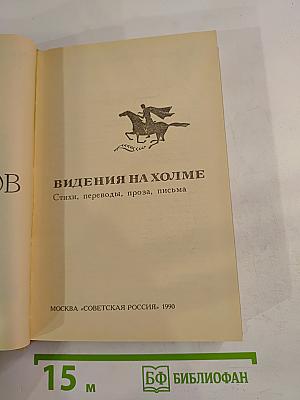 ОВ
ВИДЕНИЯ НА ХОЛМЕ
Стихи, переводы, проза, письма
МОСКВА «СОВЕТСКАЯ РОССИЯ» 1990
15 м БФ БИБЛИОФАН